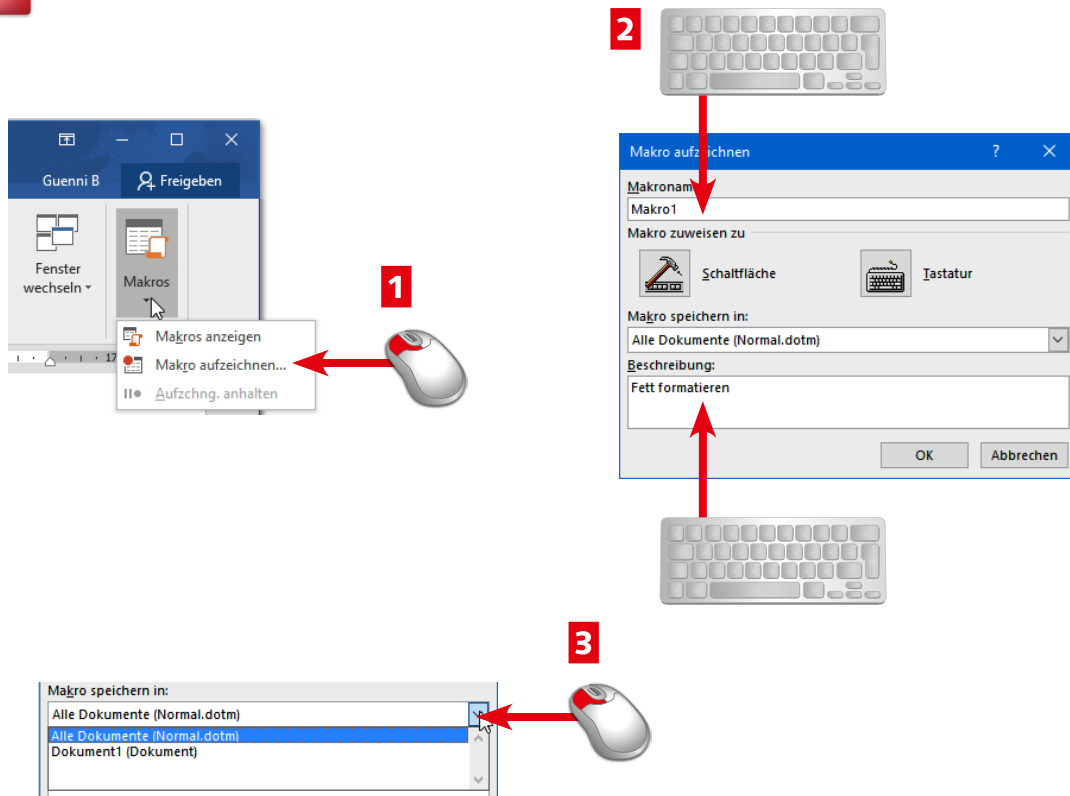 1
Guenni B
Freigeben
Fenster
wechseln
Makros
17
Makros anzeigen
Makro aufzeichnen...
Aufzchng. anhalten
2
Makro aufzeichnen
?
Makroname
Makro1
Makro zuweisen zu
Schaltfläche
Tastatur
Makro speichern in:
Alle Dokumente (Normal.dotm)
Beschreibung:
Fett formatieren
OK
Abbrechen
3
Makro speichern in:
Alle Dokumente (Normal.dotm)
Alle Dokumente (Normal.dotm)
Dokument1 (Dokument)